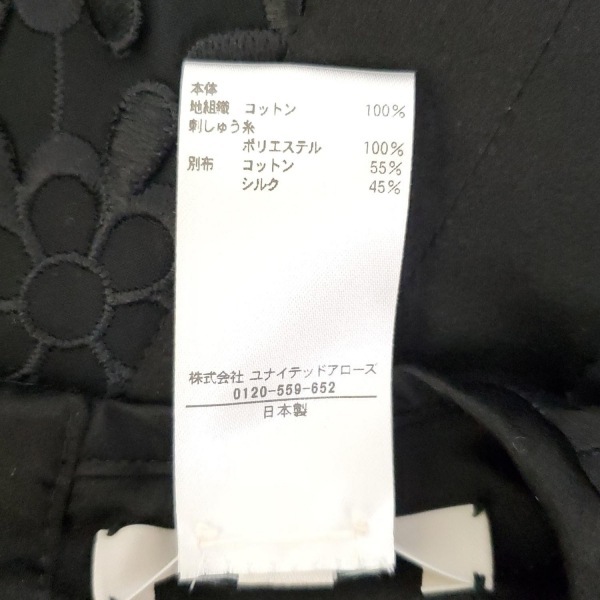 本体
地組織 コットン 100%
刺しゅう糸
ポリエステル 100%
別布 コットン 55%
シルク 45%
株式会社 ユナイテッドアローズ
0120-559-652
日本製